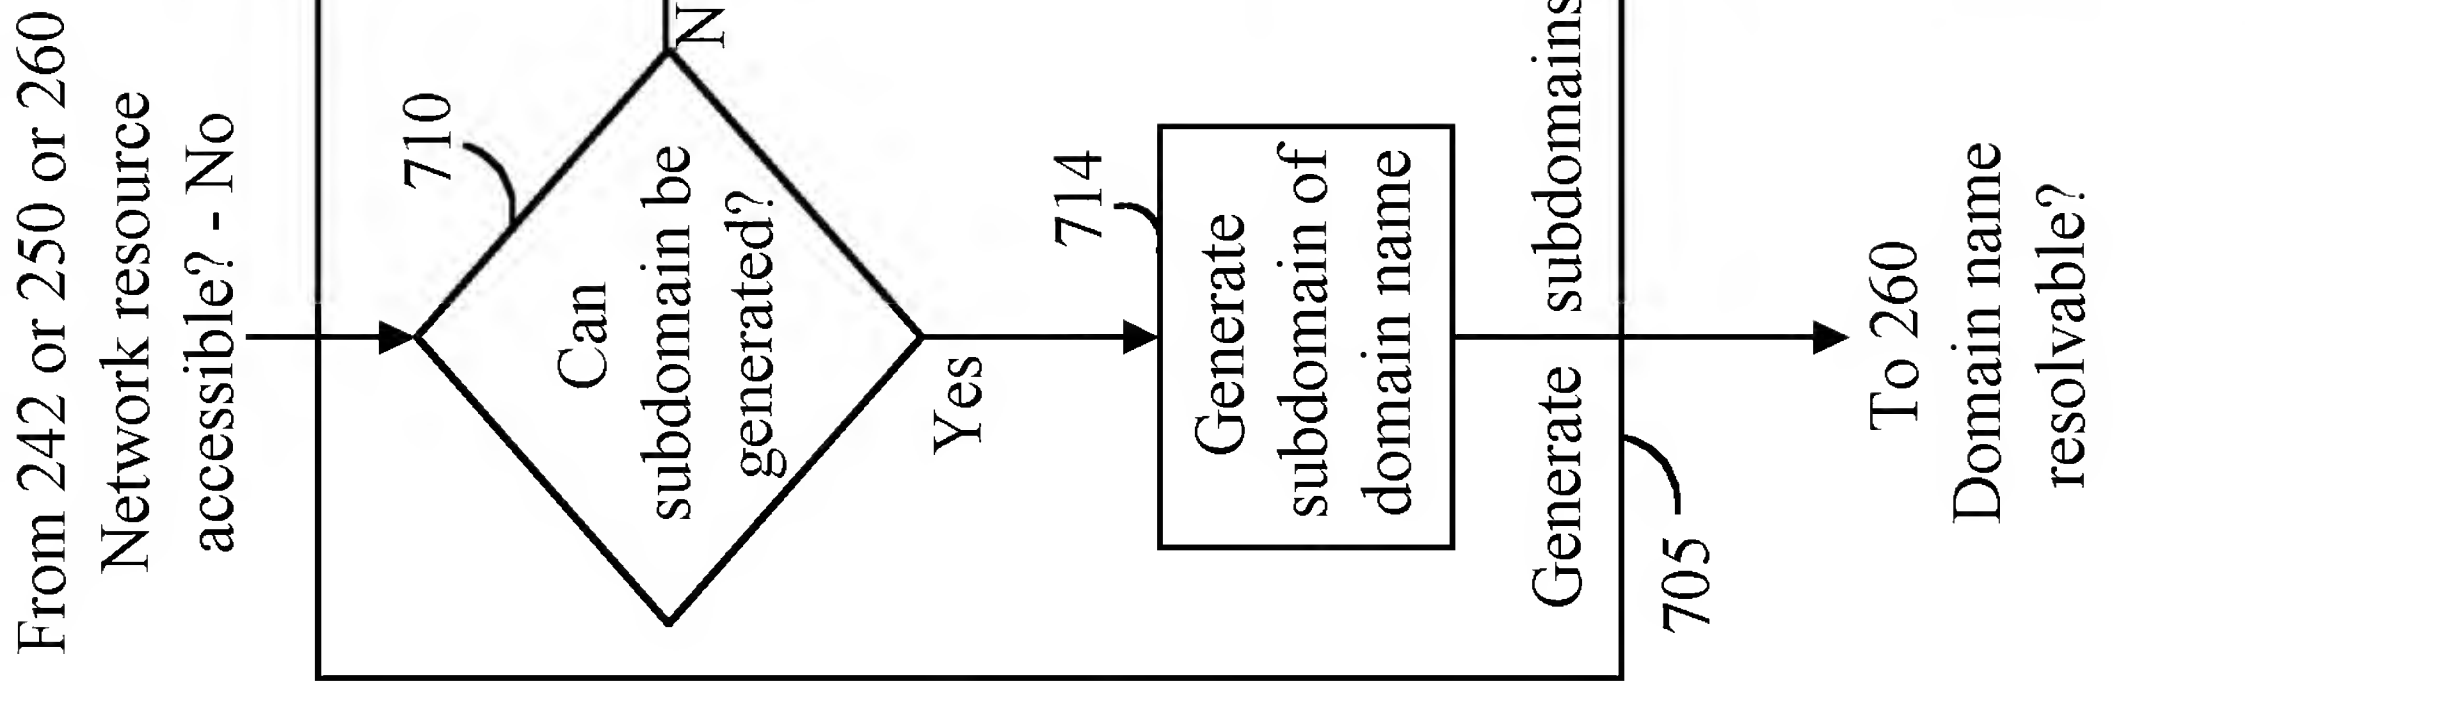 From 242 or 250 or 260
Network resource
accessible? - No
710
Can
subdomain be
generated?
N
Yes
714
Generate
subdomain of
domain name
Generate subdomains
705
To 260
Domain name
resolvable?